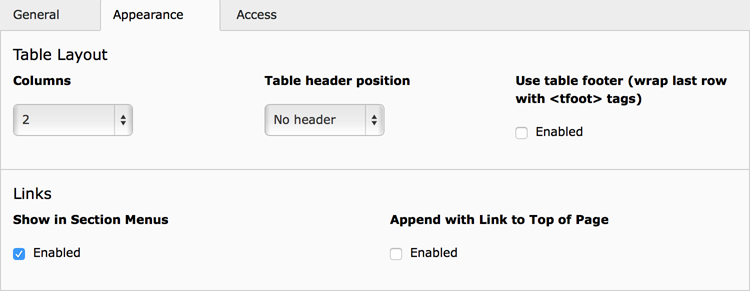 General Appearance Access
Table Layout
Columns Table header position Use table footer (wrap last row
with <tfoot> tags)
2 No header Enabled
Links
Show in Section Menus Append with Link to Top of Page
Enabled Enabled